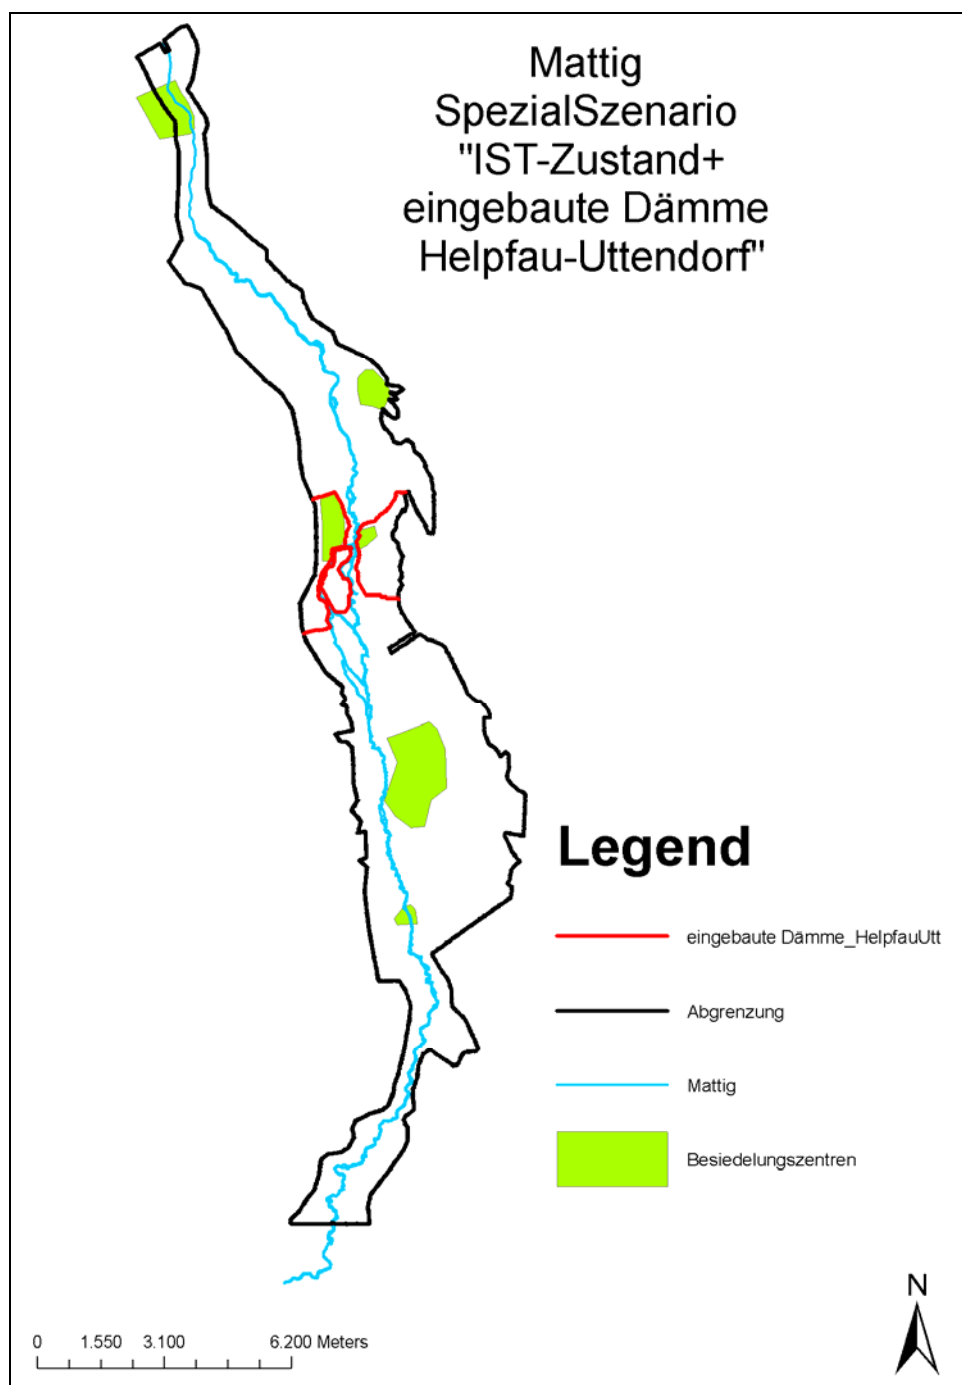 Mattig
SpezialSzenario
"IST-Zustand+
eingebaute Dämme
Helpfau-Uttendorf"
Legend
eingebaute Dämme_HelpfauUtt
Abgrenzung
Mattig
Besiedelungszentren
N
0 1.550 3.100 6.200 Meters